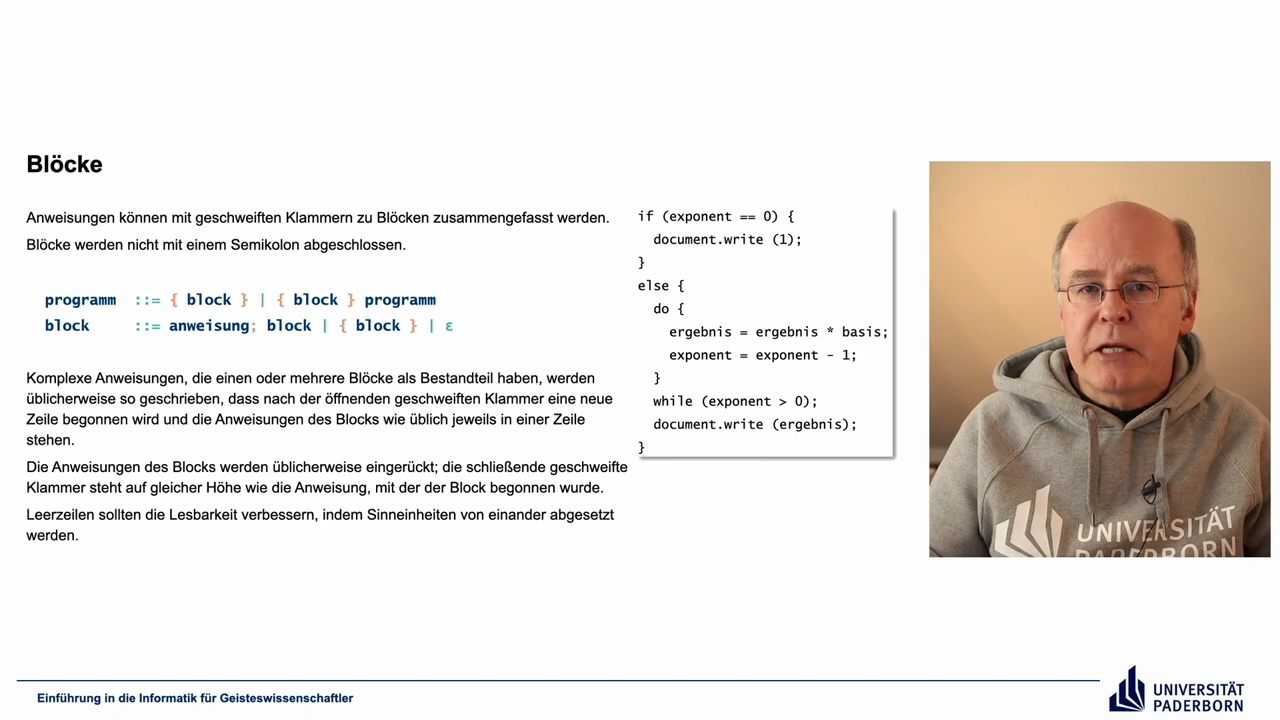 Blöcke
Anweisungen können mit geschweiften Klammern zu Blöcken zusammengefasst werden.
Blöcke werden nicht mit einem Semikolon abgeschlossen.
programm ::= { block } | { block } programm
block ::= anweisung; block | { block } | ε
Komplexe Anweisungen, die einen oder mehrere Blöcke als Bestandteil haben, werden
üblicherweise so geschrieben, dass nach der öffnenden geschweiften Klammer eine neue
Zeile begonnen wird und die Anweisungen des Blocks wie üblich jeweils in einer Zeile
stehen.
Die Anweisungen des Blocks werden üblicherweise eingerückt; die schließende geschweifte
Klammer steht auf gleicher Höhe wie die Anweisung, mit der der Block begonnen wurde.
Leerzeilen sollten die Lesbarkeit verbessern, indem Sinneinheiten von einander abgesetzt
werden.
if (exponent == 0) {
  document.write (1);
}
else {
  do {
    ergebnis = ergebnis * basis;
    exponent = exponent - 1;
  }
  while (exponent > 0);
  document.write (ergebnis);
}
UNIVERSITÄT
PADERBORN
Einführung in die Informatik für Geisteswissenschaftler
UNIVERSITÄT
PADERBORN